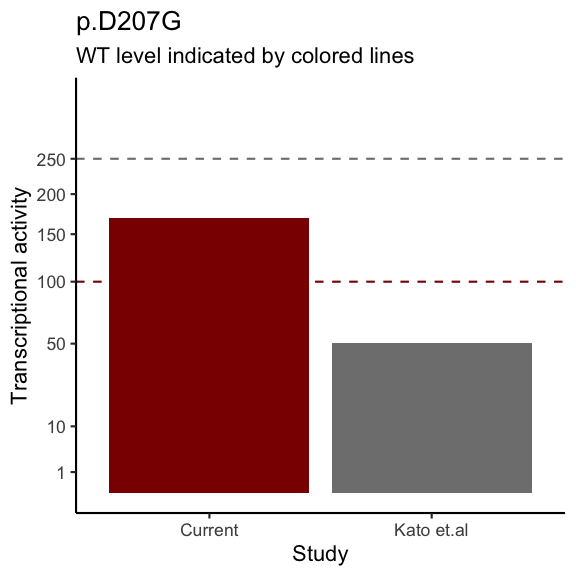 p.D207G
WT level indicated by colored lines
Transcriptional activity
250
200
150
100
50
10
1
Current
Kato et.al
Study